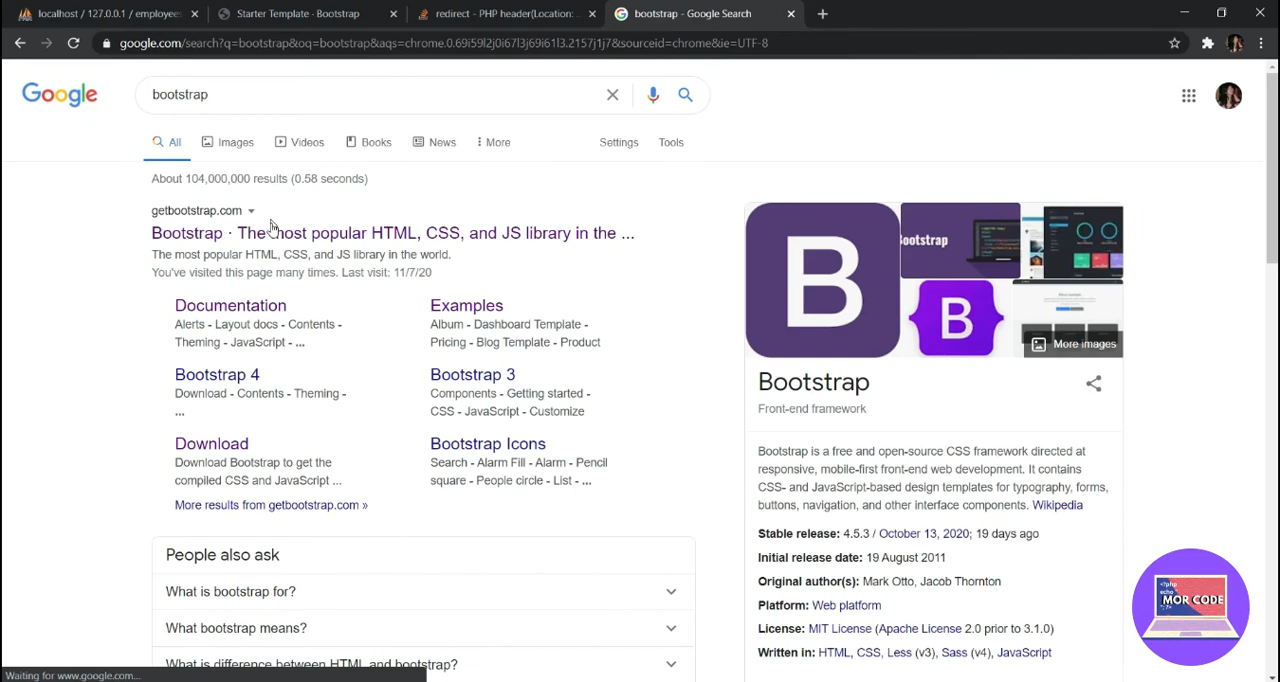 localhost / 127.0.0.1 / employees
Starter Template · Bootstrap
redirect - PHP header(Location: ...
bootstrap - Google Search
google.com/search?q=bootstrap&oq=bootstrap&aqs=chrome.0.69i59l2j0i67l3j69i61l3.2157j1j7&sourceid=chrome&ie=UTF-8
Google
bootstrap
All
Images
Videos
Books
News
More
Settings
Tools
About 104,000,000 results (0.58 seconds)
getbootstrap.com
Bootstrap · The most popular HTML, CSS, and JS library in the ...
The most popular HTML, CSS, and JS library in the world.
You've visited this page many times. Last visit: 11/7/20
Documentation
Alerts - Layout docs - Contents -
Theming - JavaScript - ...
Examples
Album - Dashboard Template -
Pricing - Blog Template - Product
Bootstrap 4
Download - Contents - Theming -
...
Bootstrap 3
Components - Getting started -
CSS - JavaScript - Customize
Download
Download Bootstrap to get the
compiled CSS and JavaScript ...
Bootstrap Icons
Search - Alarm Fill - Alarm - Pencil
square - People circle - List - ...
More results from getbootstrap.com »
People also ask
What is bootstrap for?
What bootstrap means?
What is difference between HTML and bootstrap?
Waiting for www.google.com...
B
Bootstrap
B
More images
Bootstrap
Front-end framework
Bootstrap is a free and open-source CSS framework directed at
responsive, mobile-first front-end web development. It contains
CSS- and JavaScript-based design templates for typography, forms,
buttons, navigation, and other interface components. Wikipedia
Stable release: 4.5.3 / October 13, 2020; 19 days ago
Initial release date: 19 August 2011
Original author(s): Mark Otto, Jacob Thornton
Platform: Web platform
License: MIT License (Apache License 2.0 prior to 3.1.0)
Written in: HTML, CSS, Less (v3), Sass (v4), JavaScript
<?php
echo
"MOR CODE"
?>